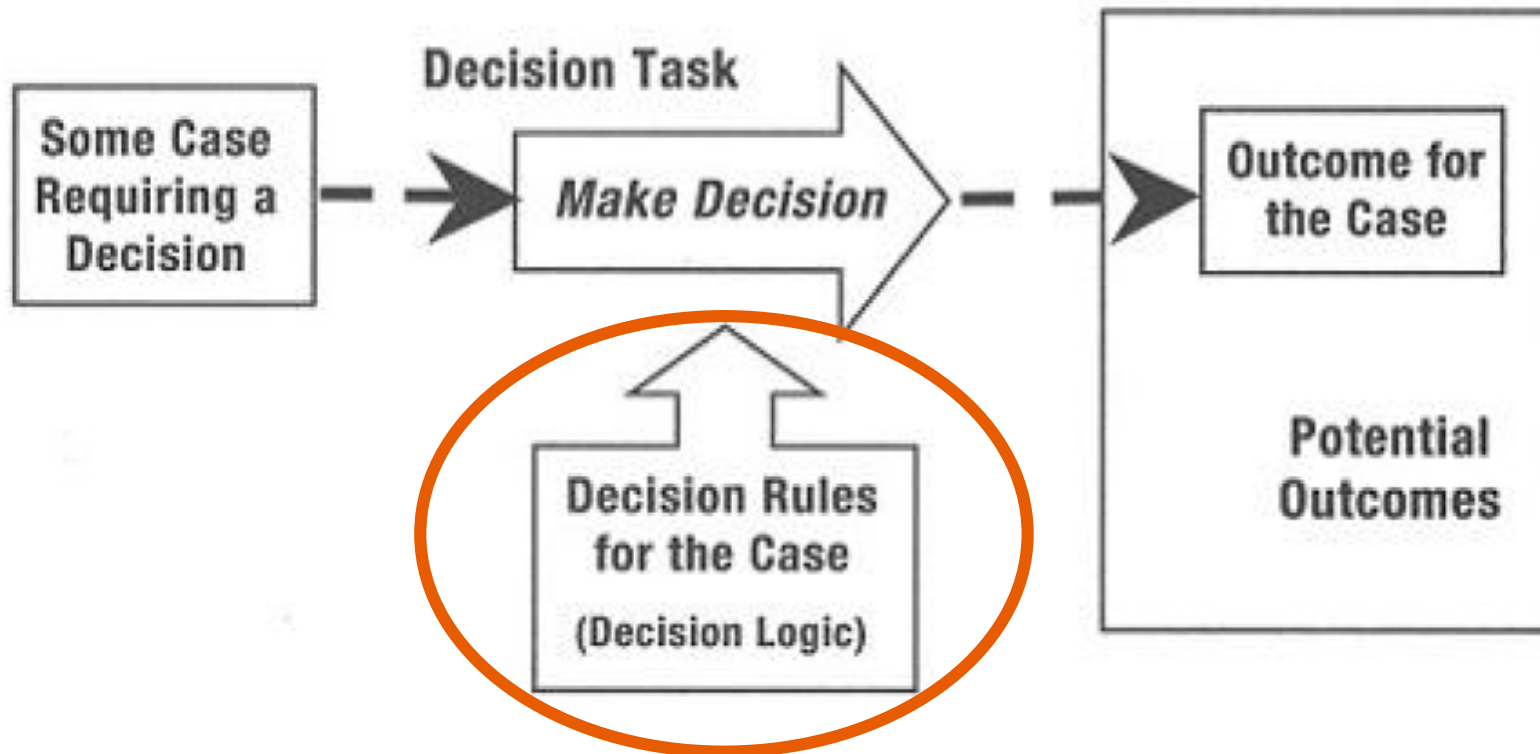 Decision Task
Some Case
Requiring a
Decision
Make Decision
Outcome for
the Case
Decision Rules
for the Case
(Decision Logic)
Potential
Outcomes